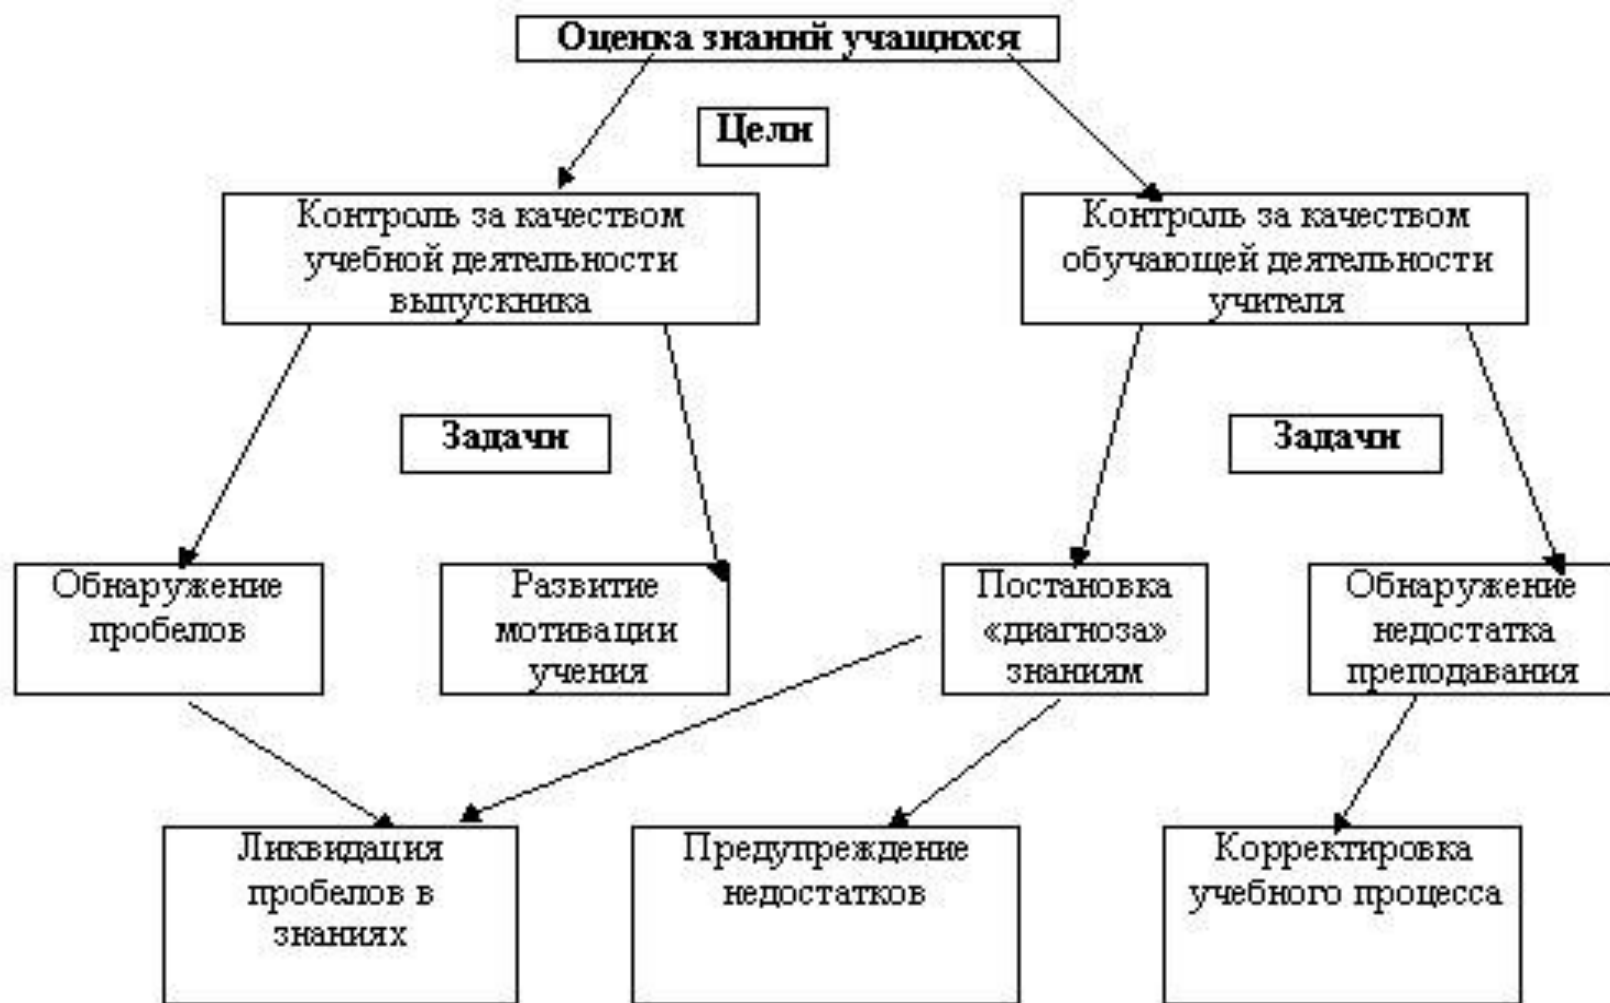 Оценка знаний учащихся
Цели
Контроль за качеством
учебной деятельности
выпускника
Контроль за качеством
обучающей деятельности
учителя
Задачи
Задачи
Обнаружение
пробелов
Развитие
мотивации
учения
Постановка
«диагноза»
знаниям
Обнаружение
недостатка
преподавания
Ликвидация
пробелов в
знаниях
Предупреждение
недостатков
Корректировка
учебного процесса